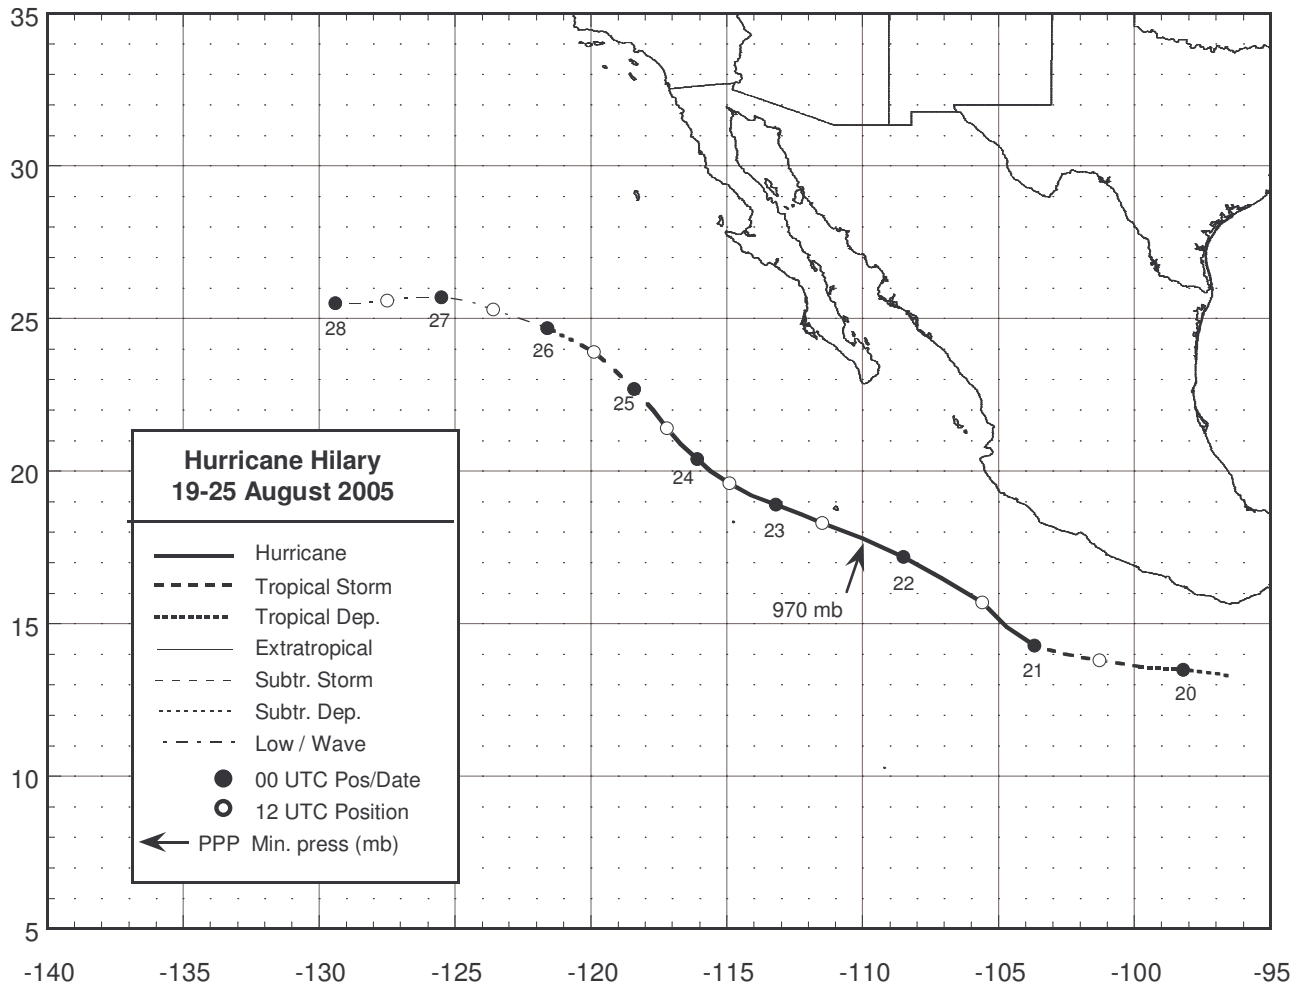 35
30
25
20
15
10
5
28
27
26
25
24
23
22
970 mb
21
20
Hurricane Hilary
19-25 August 2005
Hurricane
Tropical Storm
Tropical Dep.
Extratropical
Subtr. Storm
Subtr. Dep.
Low / Wave
00 UTC Pos/Date
12 UTC Position
PPP Min. press (mb)
-140 -135 -130 -125 -120 -115 -110 -105 -100 -95